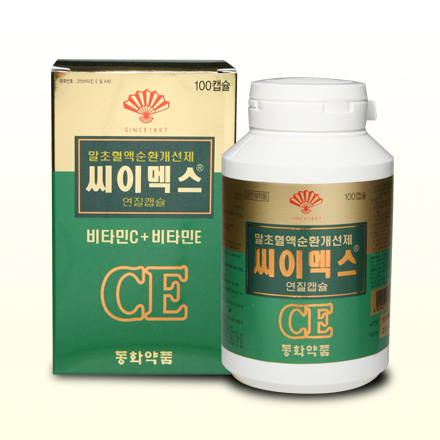 100캡슐
SINCE1897
말초혈액순환개선제
씨이멕스®
연질캡슐
비타민C+비타민E
CE
동화약품
100캡슐
SINCE1897
말초혈액순환개선제
씨이멕스®
연질캡슐
CE
동화약품